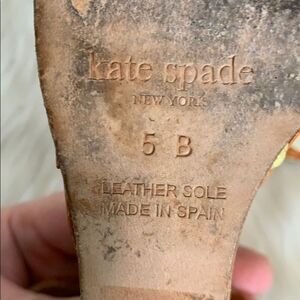 kate spade
NEW YORK
5 B
LEATHER SOLE
MADE IN SPAIN